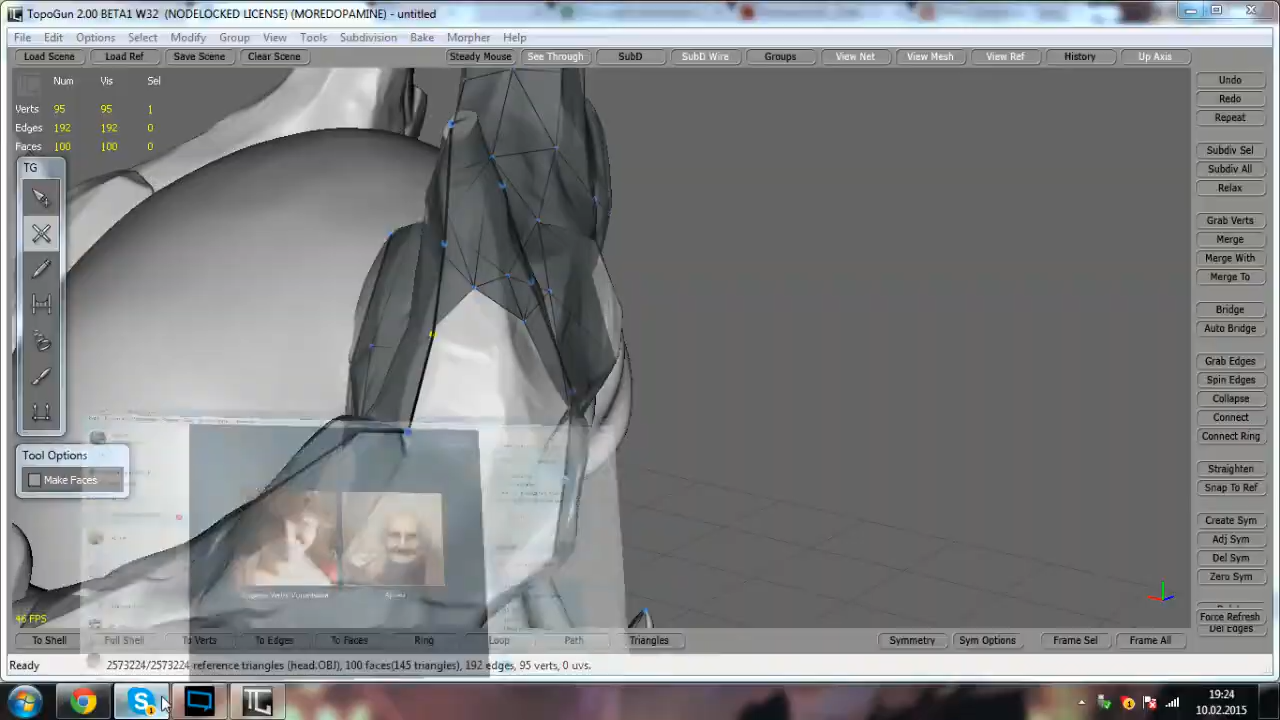 TopoGun 2.00 BETA1 W32 (NODELOCKED LICENSE) (MOREDOPAMINE) - untitled
File Edit Options View Select Modify Group View Tools Subdivision Bake Morpher Help
Load Scene Load Ref Save Scene Clear Scene Steady Mouse See Through SubD SubD Wire Groups View Net View Mesh View Ref History Up Axis
Num Vis Sel
Verts 95 95 1
Edges 192 192 0
Faces 100 100 0
TG
Tool Options
Make Faces
46 FPS
Undo
Redo
Repeat
Subdiv Sel
Subdiv All
Relax
Grab Verts
Merge
Merge With
Merge To
Bridge
Auto Bridge
Grab Edges
Spin Edges
Collapse
Connect
Connect Ring
Straighten
Snap To Ref
Create Sym
Adj Sym
Del Sym
Zero Sym
Force Refresh
Del Edges
To Shell Full Shell To Verts To Edges To Faces Ring Loop Path Triangles Symmetry Sym Options Frame Sel Frame All
Ready 2573224/2573224 reference triangles (head.OBJ), 100 faces(145 triangles), 192 edges, 95 verts, 0 uvs.
19:24
10.02.2015